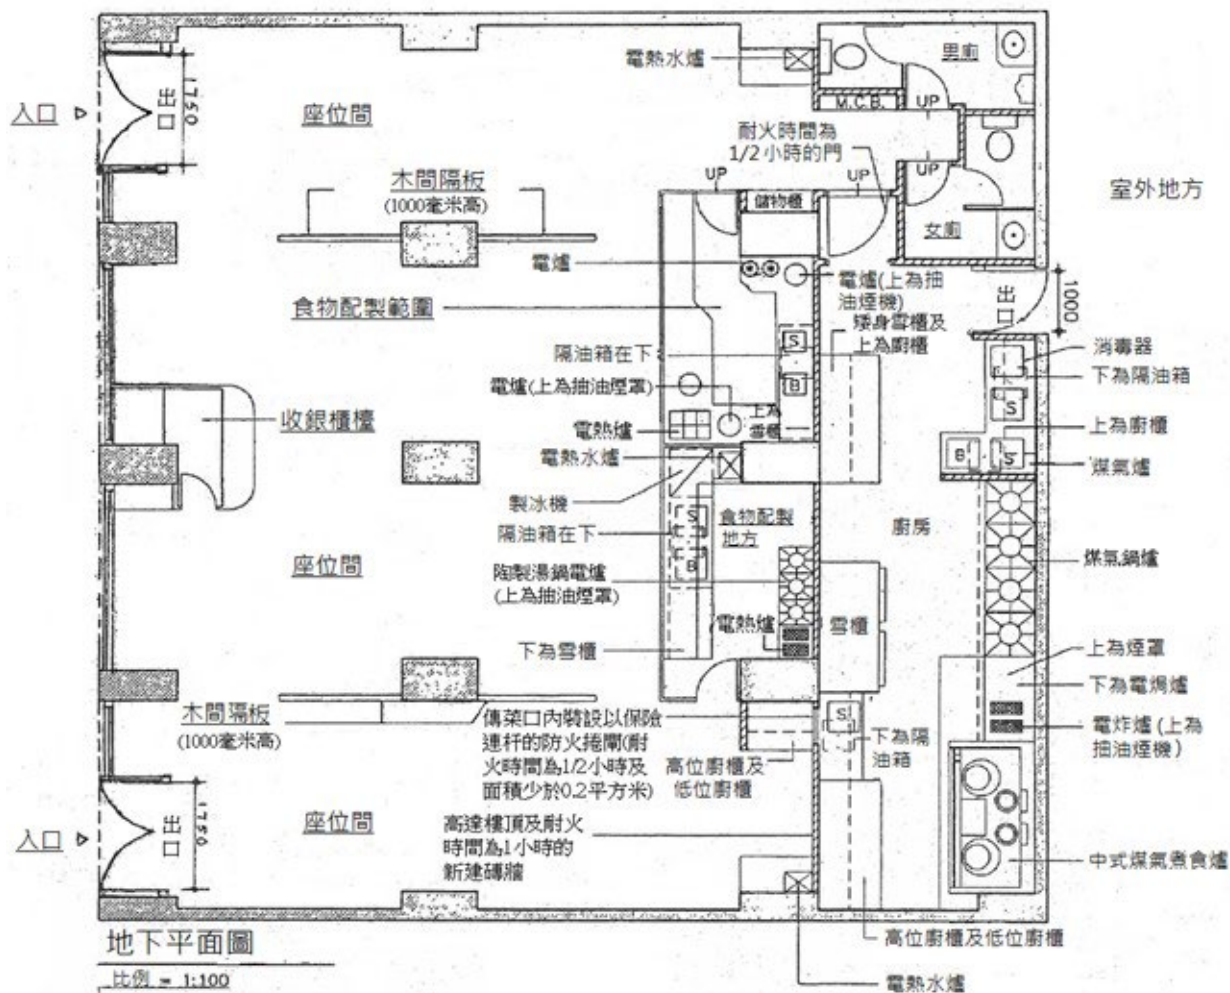 電熱水爐
男廁
入口
出口
1750
座位間
M.C.B.
UP
耐火時間為
1/2 小時的門
木間隔板
(1000毫米高)
UP
UP
UP
儲物櫃
室外地方
女廁
電爐
電爐(上為抽
油煙機)
出口
1000
食物配製範圍
矮身雪櫃及
上為廚櫃
S
隔油箱在下
消毒器
下為隔油箱
電爐(上為抽油煙罩)
B
S
收銀櫃檯
電熱爐
上為
雪櫃
上為廚櫃
電熱水爐
B
S
煤氣爐
製冰機
S
食物配製
地方
廚房
隔油箱在下
B
座位間
陶製湯鍋電爐
(上為抽油煙罩)
煤氣鍋爐
電熱爐
雪櫃
下為雪櫃
上為煙罩
下為電焗爐
木間隔板
(1000毫米高)
傳菜口內裝設以保險
連杆的防火捲閘(耐
火時間為1/2小時及
面積少於0.2平方米)
S
下為隔
油箱
電炸爐 (上為
抽油煙機)
高位廚櫃及
低位廚櫃
入口
出口
1750
座位間
高達樓頂及耐火
時間為1小時的
新建磚牆
中式煤氣煮食爐
地下平面圖
高位廚櫃及低位廚櫃
比例 = 1:100
電熱水爐